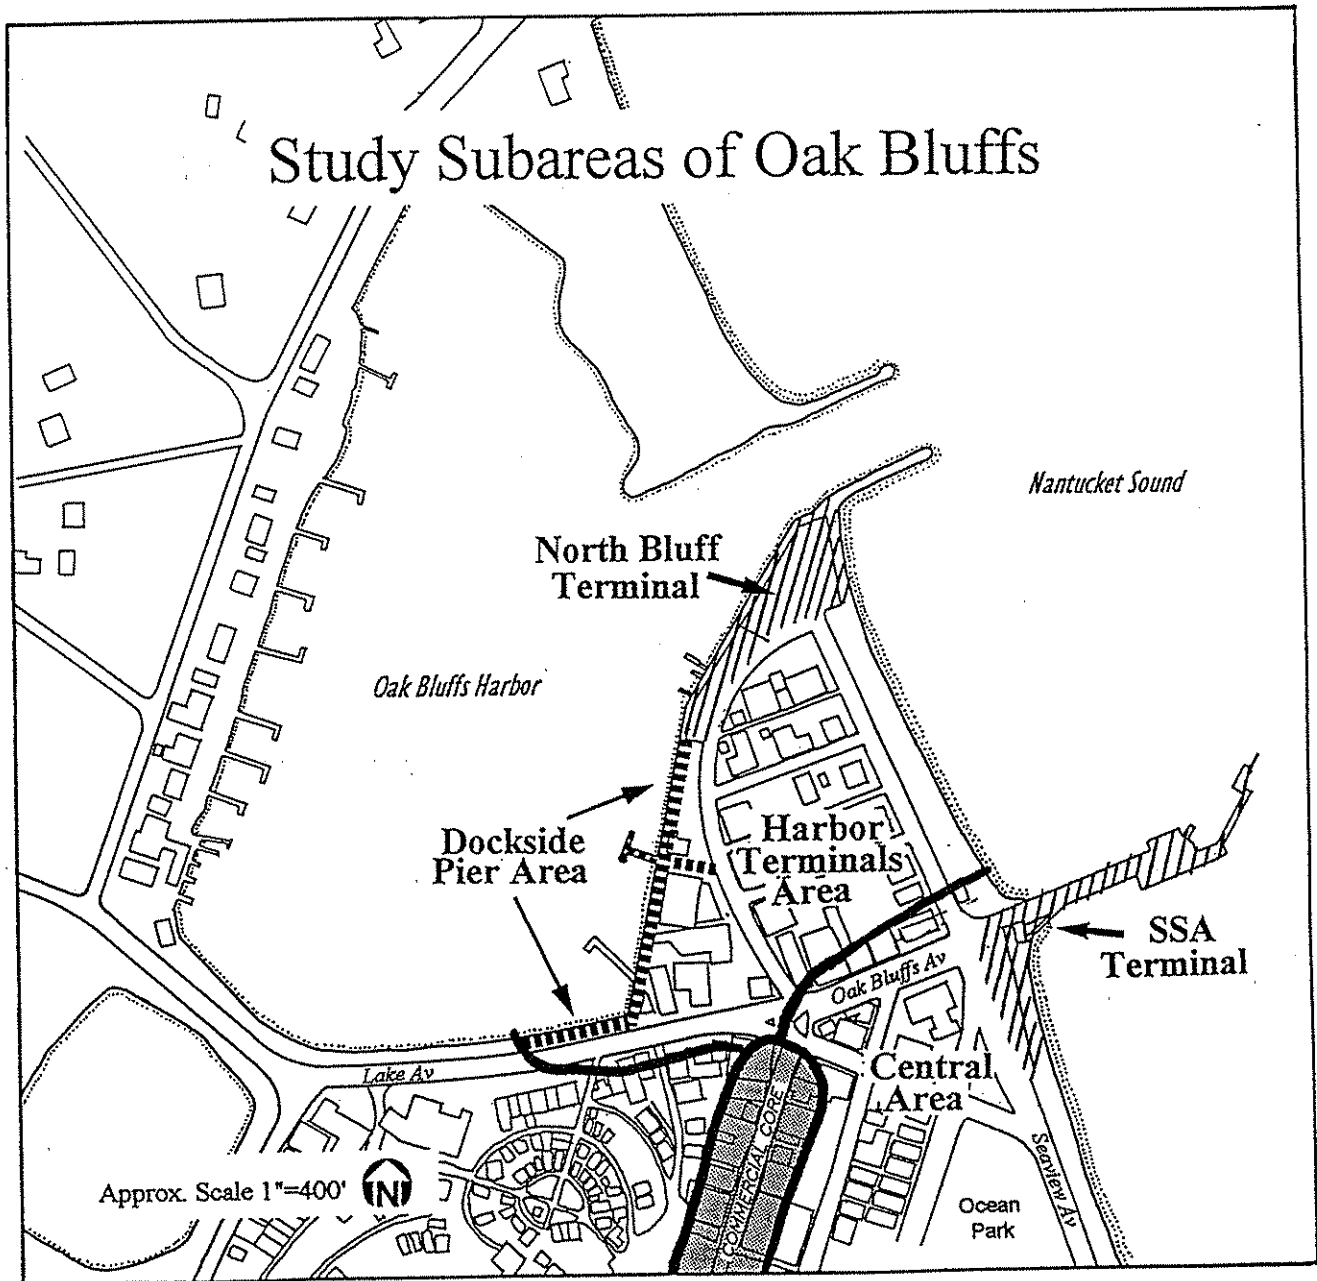 Study Subareas of Oak Bluffs
Nantucket Sound
North Bluff
Terminal
Oak Bluffs Harbor
Dockside
Pier Area
Harbor
Terminals
Area
SSA
Terminal
Oak Bluffs Av
Central
Area
Lake Av
COMMERCIAL CORE
Seaview Av
Approx. Scale 1"=400'
N
Ocean
Park